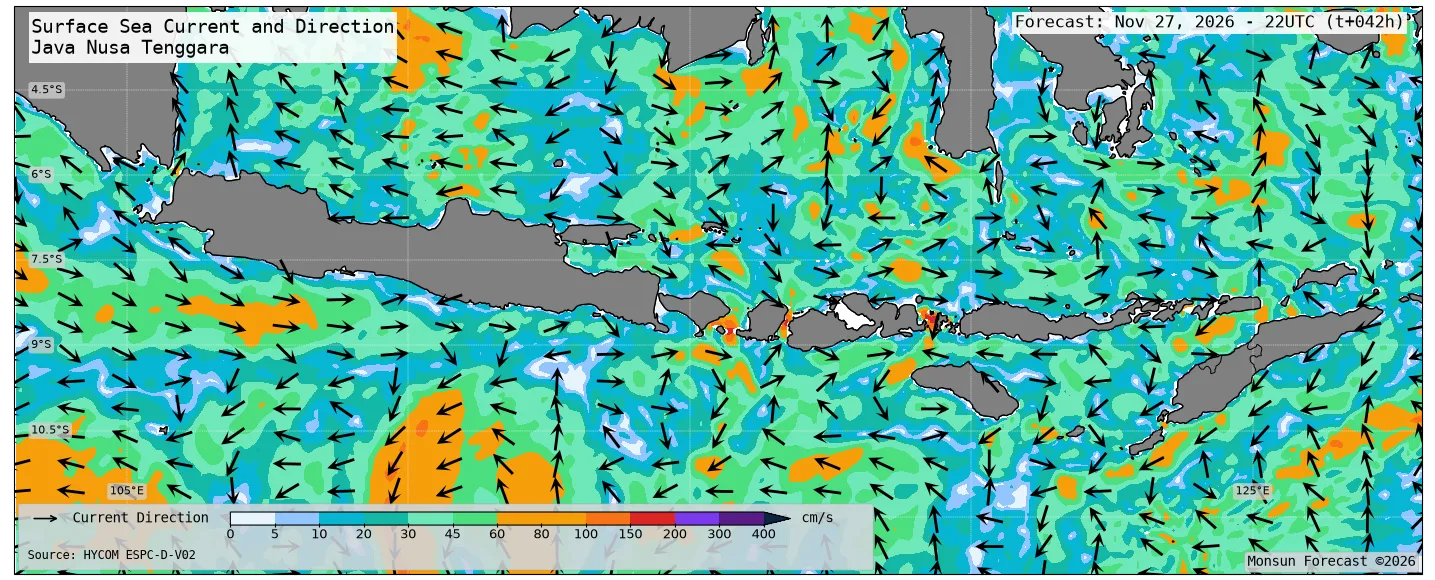 Surface Sea Current and Direction
Java Nusa Tenggara
Forecast: Nov 27, 2026 - 22UTC (t+042h)
4.5°S
6°S
7.5°S
9°S
10.5°S
105°E
125°E
Current Direction
0 5 10 20 30 45 60 80 100 150 200 300 400 cm/s
Source: HYCOM ESPC-D-V02
Monsun Forecast ©2026